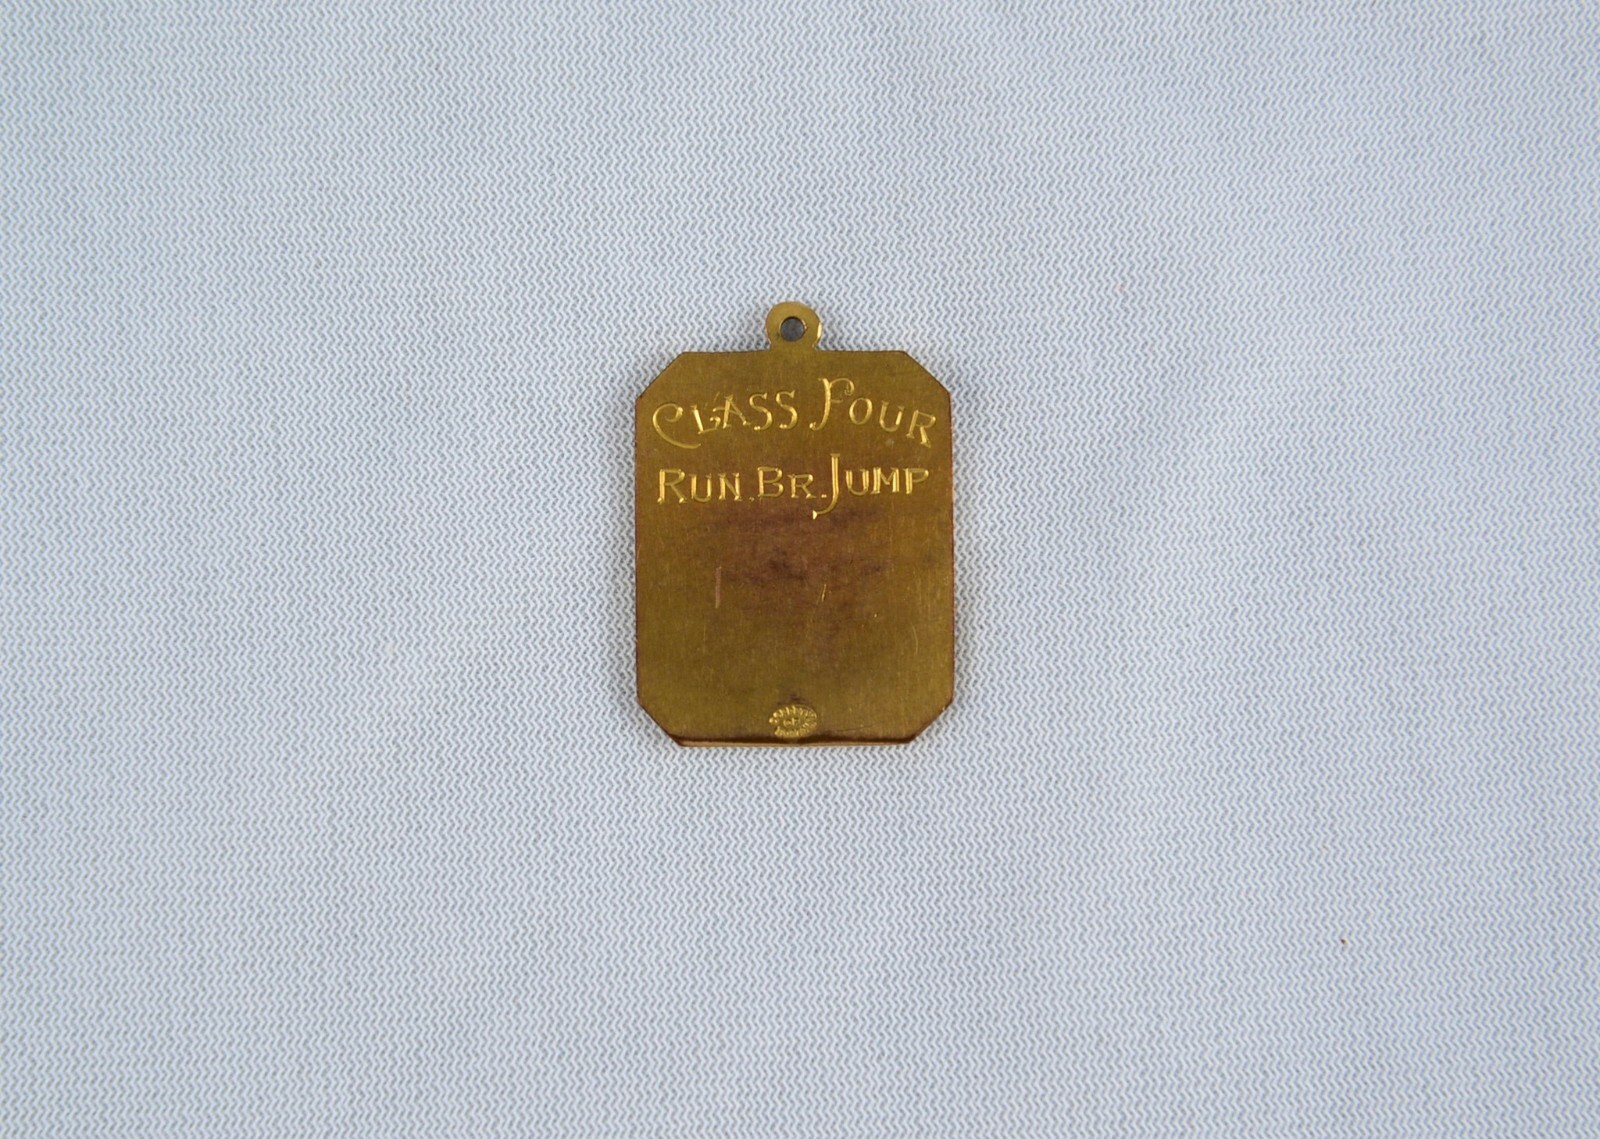 CLASS FOUR
RUN. BR. JUMP